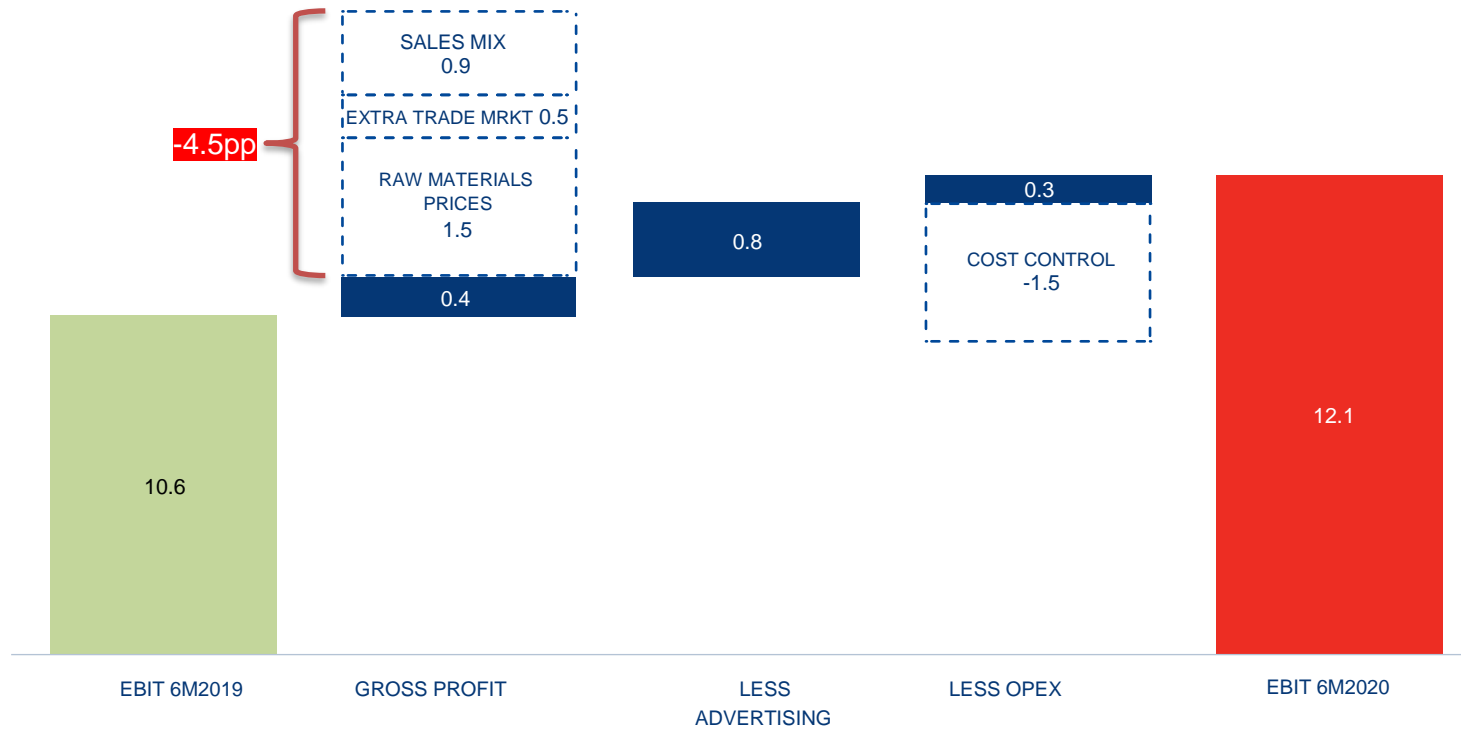 SALES MIX
0.9
EXTRA TRADE MRKT 0.5
-4.5pp
RAW MATERIALS
PRICES
1.5
0.4
0.8
0.3
COST CONTROL
-1.5
10.6
12.1
EBIT 6M2019
GROSS PROFIT
LESS
ADVERTISING
LESS OPEX
EBIT 6M2020